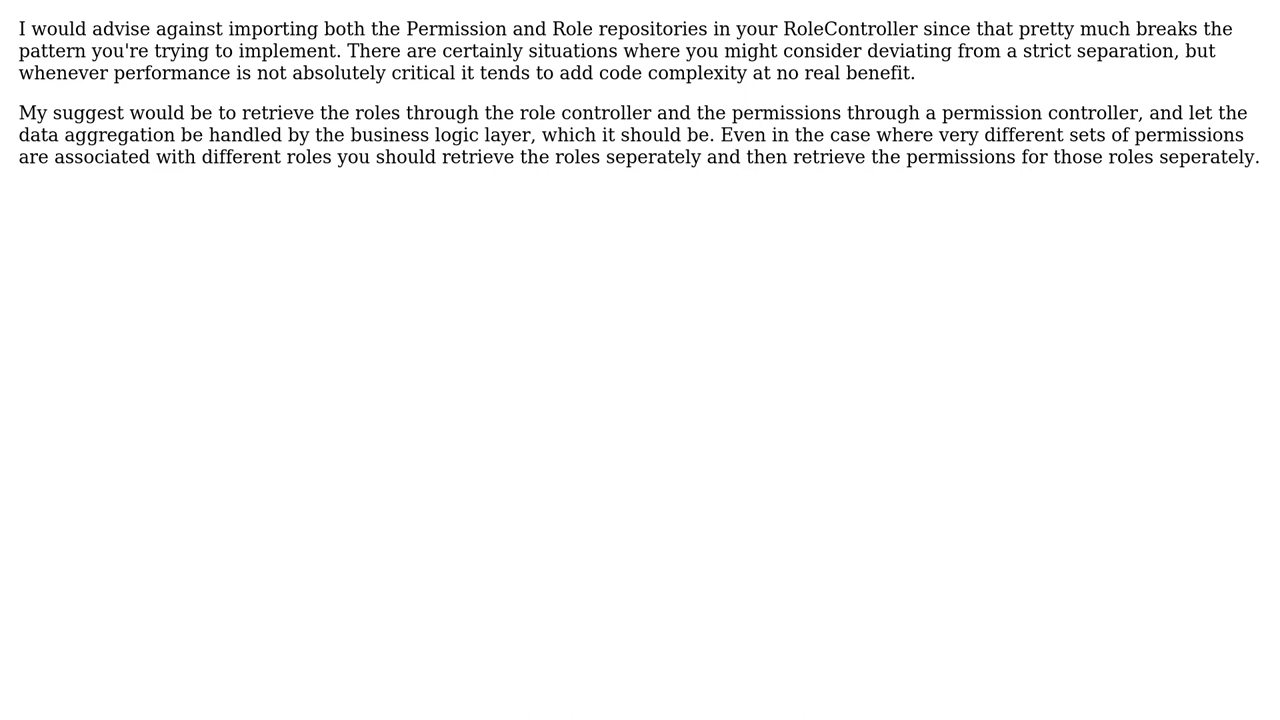 I would advise against importing both the Permission and Role repositories in your RoleController since that pretty much breaks the
pattern you're trying to implement. There are certainly situations where you might consider deviating from a strict separation, but
whenever performance is not absolutely critical it tends to add code complexity at no real benefit.
My suggest would be to retrieve the roles through the role controller and the permissions through a permission controller, and let the
data aggregation be handled by the business logic layer, which it should be. Even in the case where very different sets of permissions
are associated with different roles you should retrieve the roles seperately and then retrieve the permissions for those roles seperately.